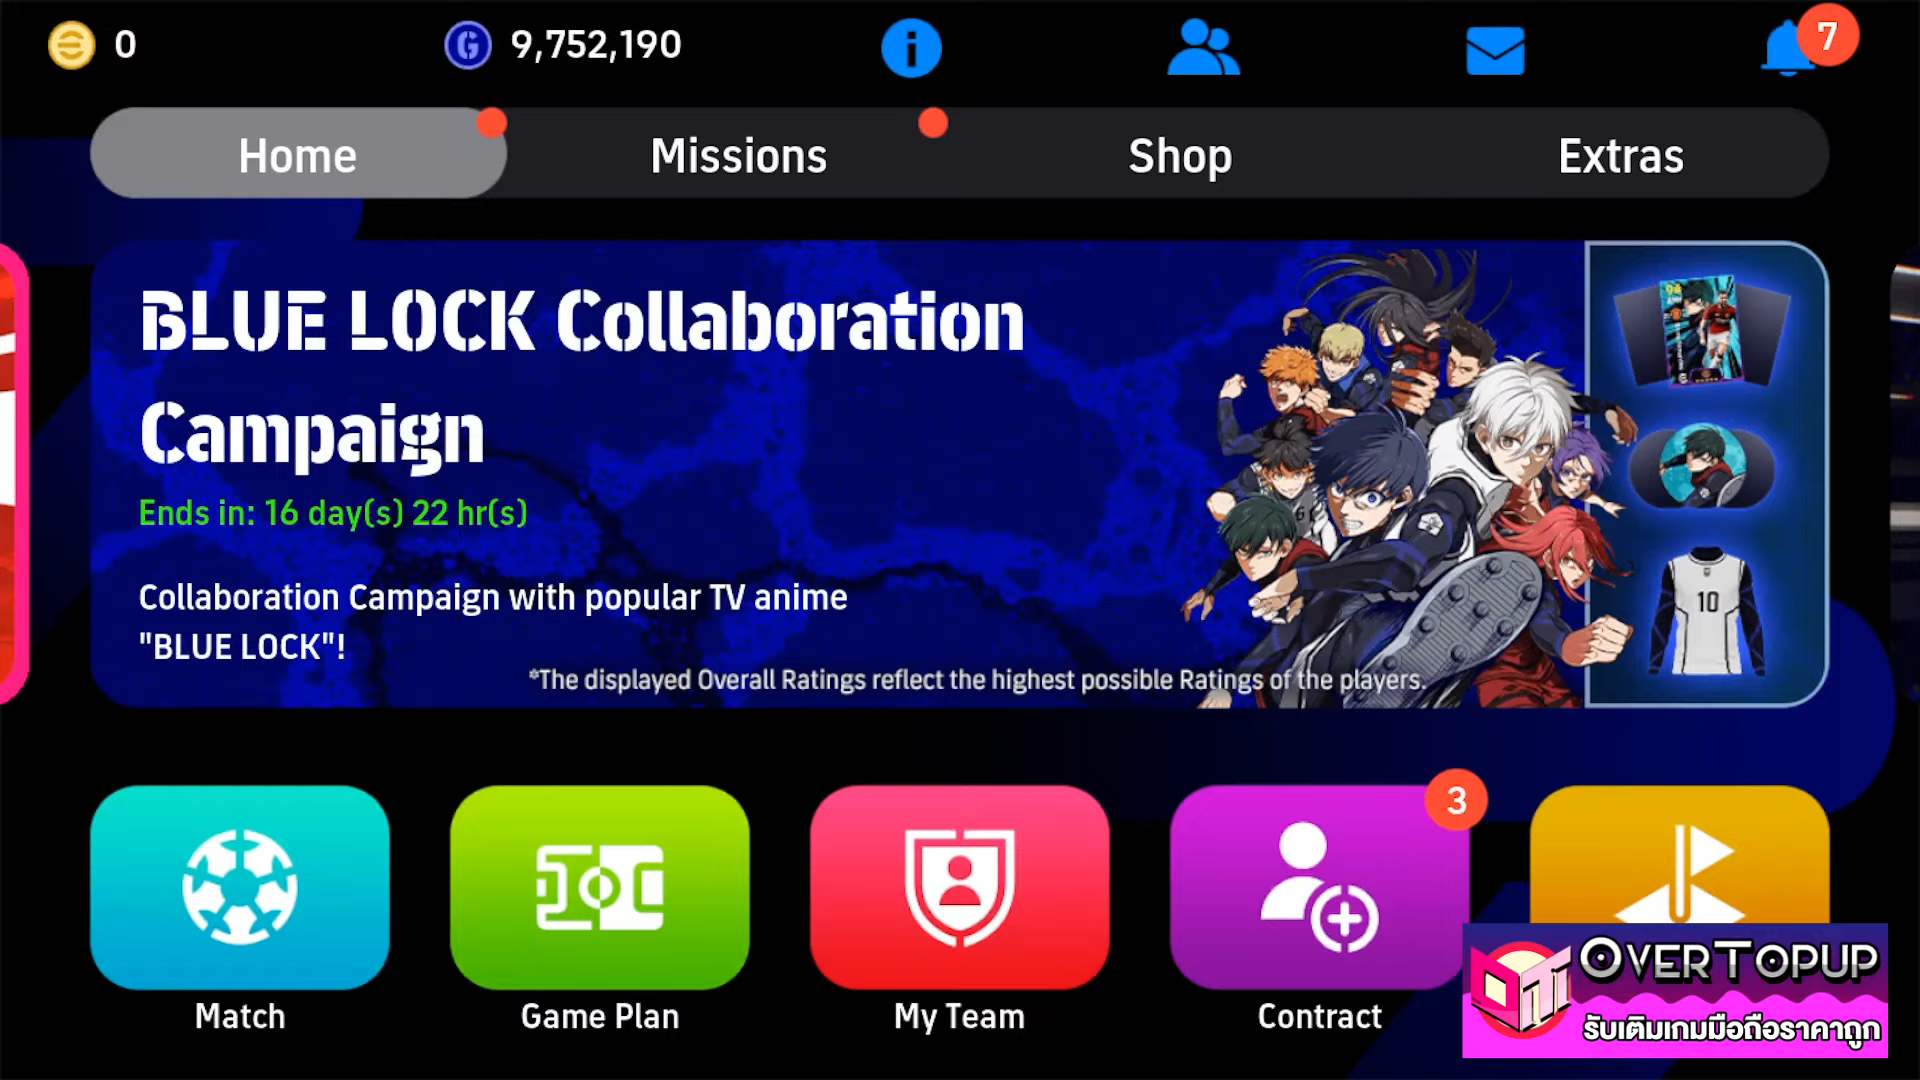 0
9,752,190
7
Home
Missions
Shop
Extras
BLUE LOCK Collaboration
Campaign
Ends in: 16 day(s) 22 hr(s)
Collaboration Campaign with popular TV anime
"BLUE LOCK"!
*The displayed Overall Ratings reflect the highest possible Ratings of the players.
10
3
Match
Game Plan
My Team
Contract
OVERTOPUP
รับเติมเกมมือถือราคาถูก